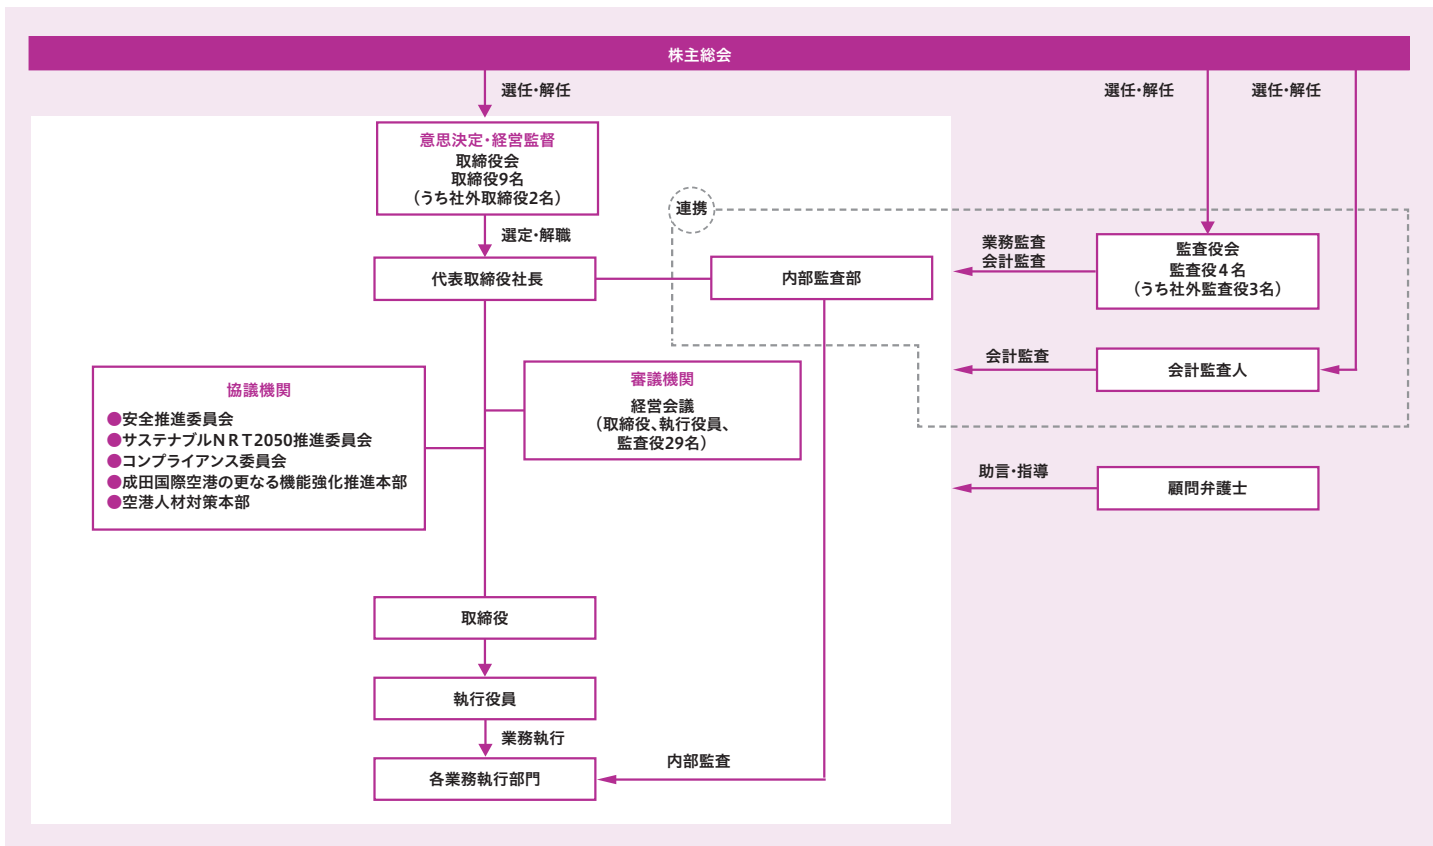 株主総会
選任・解任
選任・解任
選任・解任
意思決定・経営監督
取締役会
取締役9名
（うち社外取締役2名）
選定・解職
連携
代表取締役社長
内部監査部
業務監査
会計監査
監査役会
監査役4名
（うち社外監査役3名）
会計監査
会計監査人
協議機関
●安全推進委員会
●サステナブルNRT2050推進委員会
●コンプライアンス委員会
●成田国際空港の更なる機能強化推進本部
●空港人材対策本部
審議機関
経営会議
（取締役、執行役員、
監査役29名）
助言・指導
顧問弁護士
取締役
執行役員
業務執行
内部監査
各業務執行部門